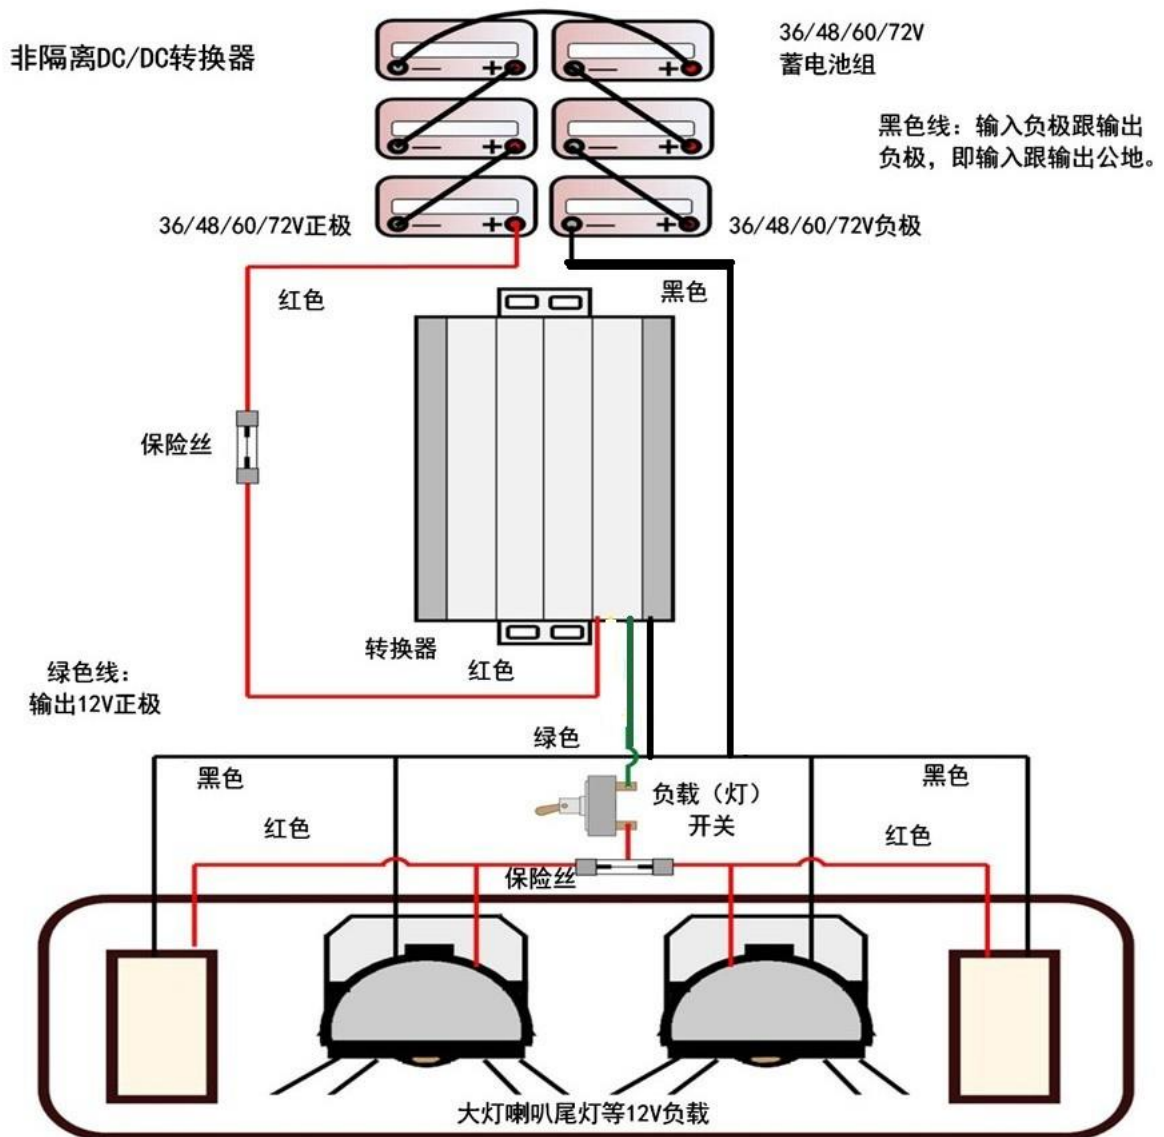 非隔离DC/DC转换器
36/48/60/72V
蓄电池组
黑色线：输入负极跟输出
负极，即输入跟输出公地。
36/48/60/72V正极
36/48/60/72V负极
红色
黑色
保险丝
转换器
红色
绿色线：
输出12V正极
绿色
黑色
负载（灯）
开关
黑色
红色
红色
保险丝
大灯喇叭尾灯等12V负载